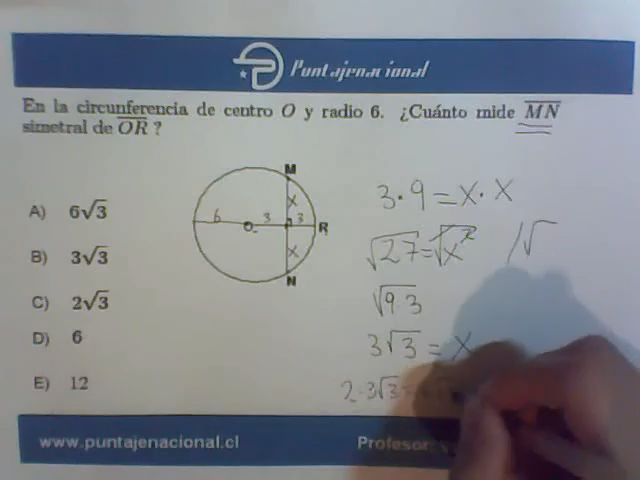 Puntajenacional
En la circunferencia de centro O y radio 6. ¿Cuánto mide MN
simetral de OR ?
A) 6√3
B) 3√3
C) 2√3
D) 6
E) 12
M
6 O 3 3 R
x
x
N
3·9=x·x
√27=√x² /√
√9 3
3√3 = x
2·3√3=
www.puntajenacional.cl